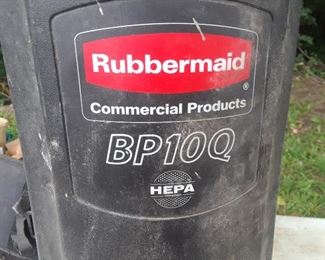 Rubbermaid
®
Commercial Products
BP10Q
HEPA